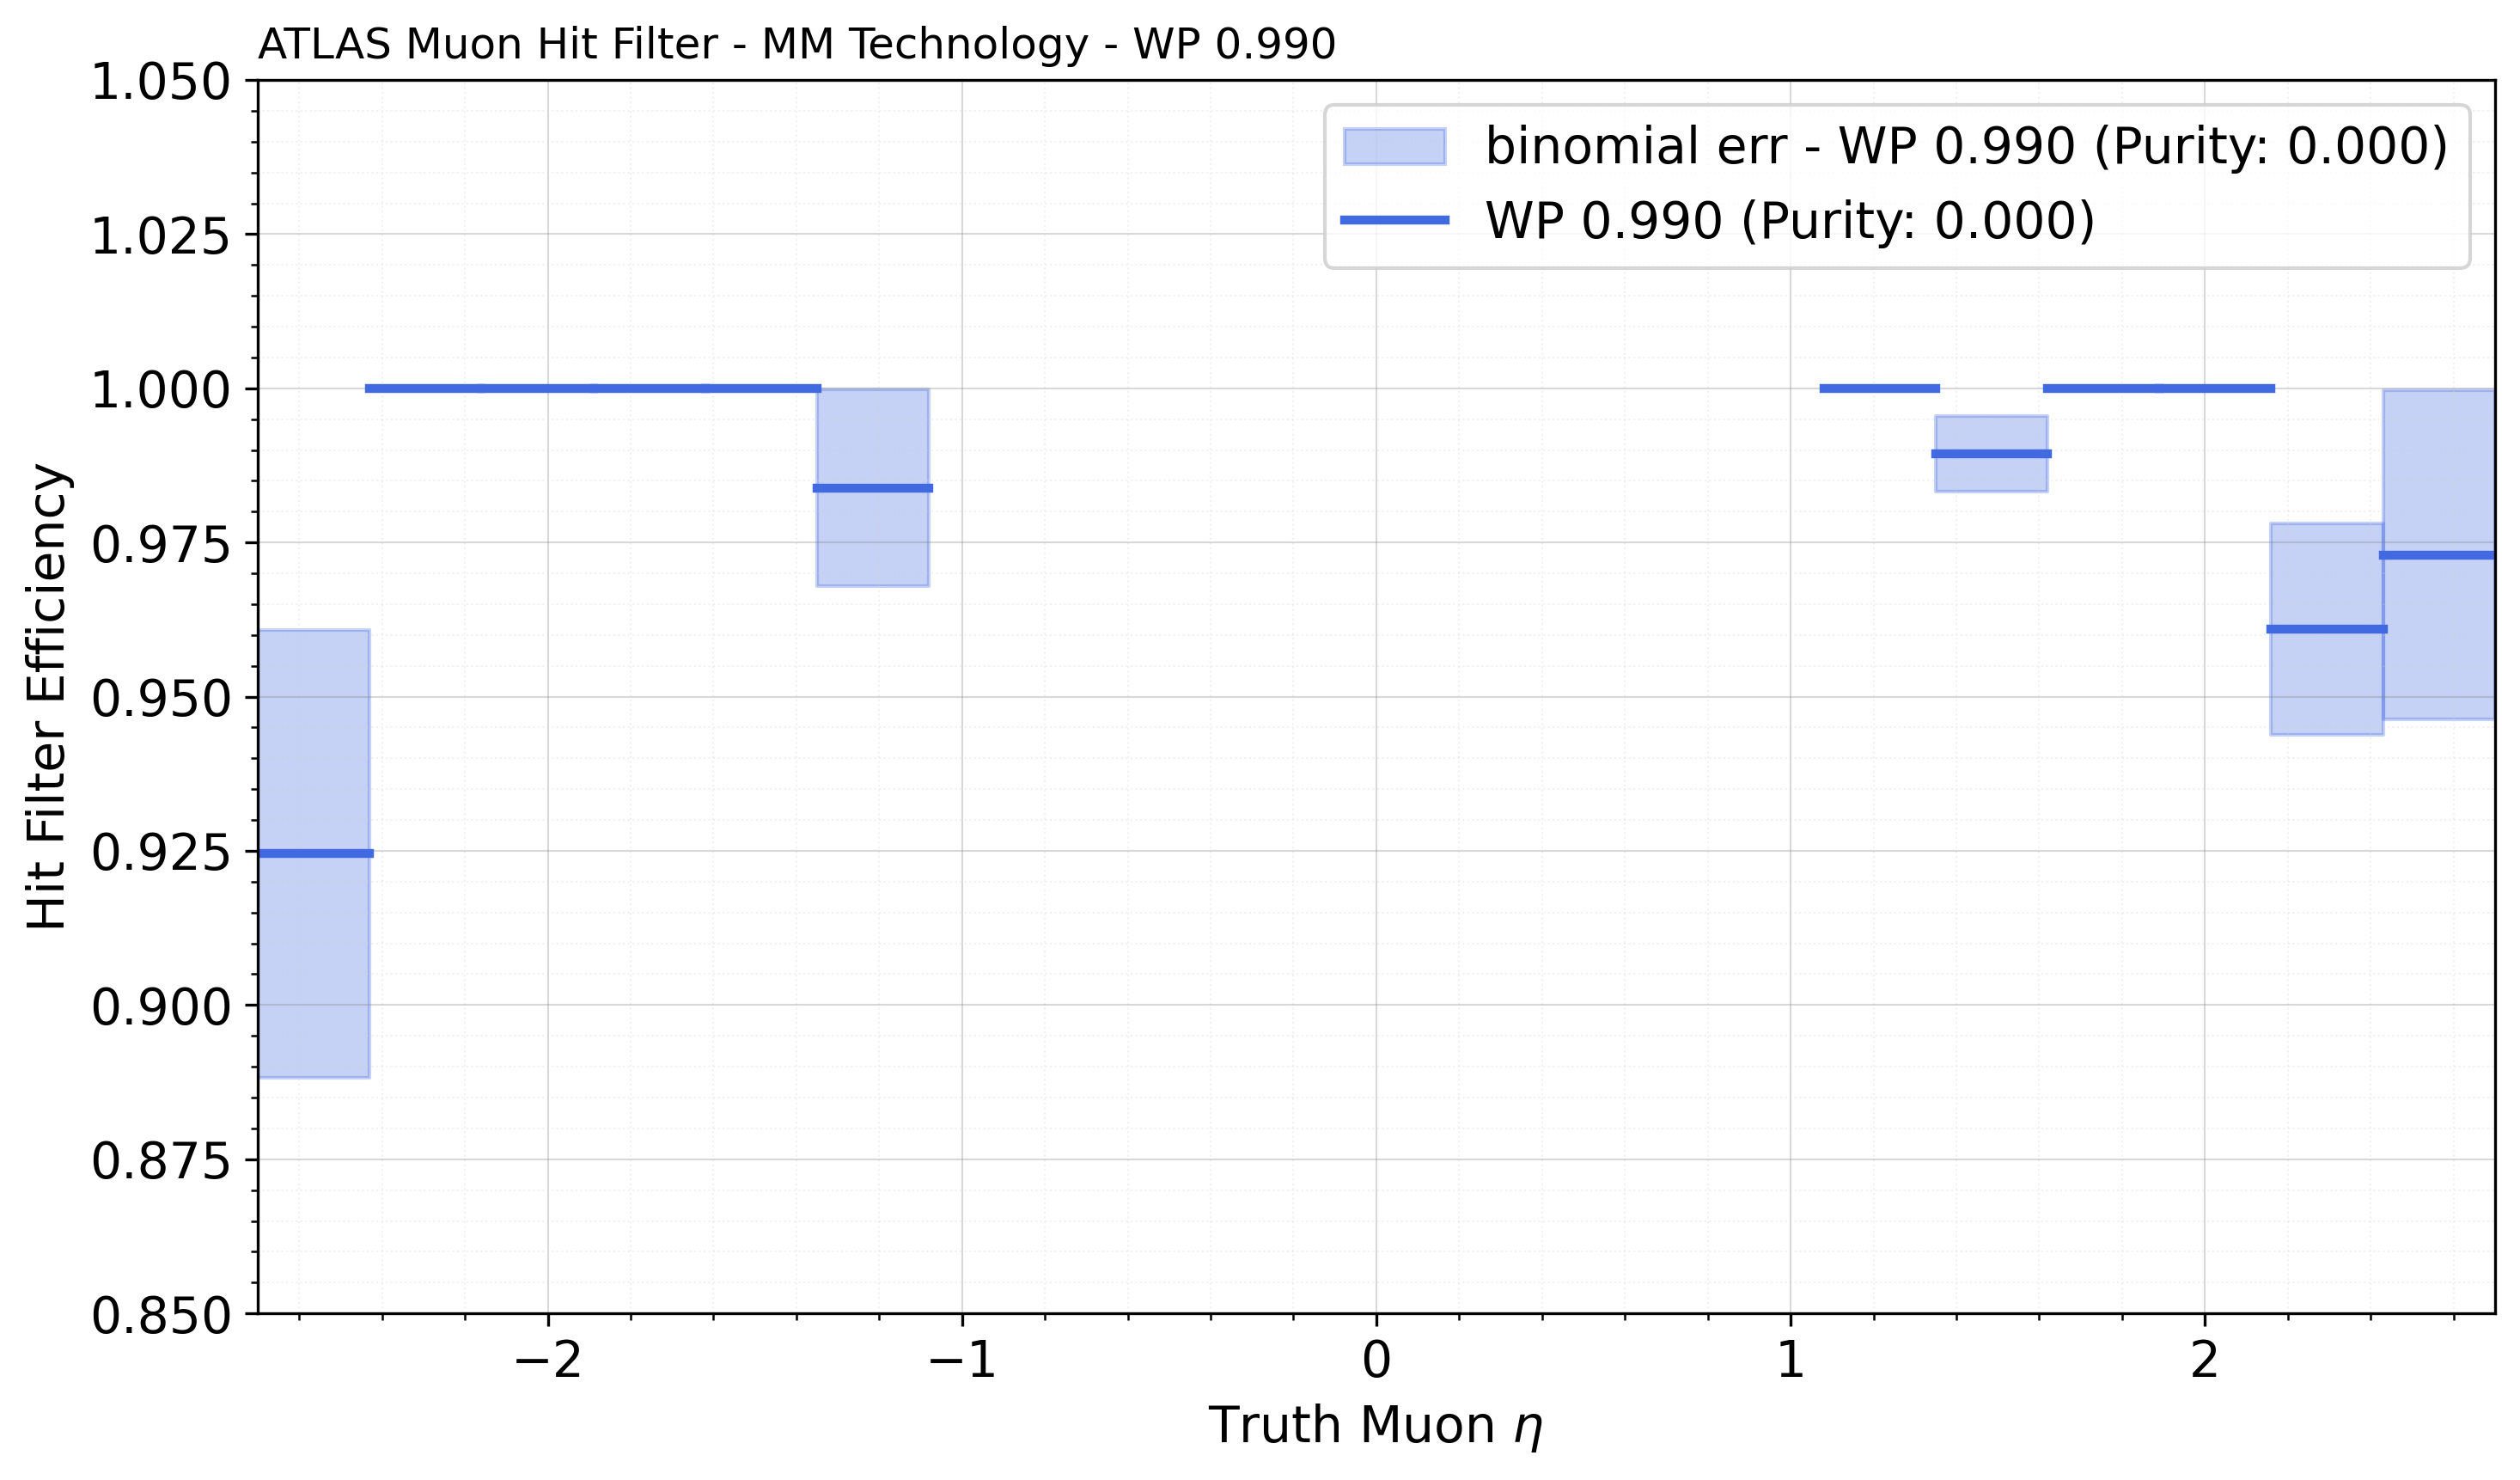 ATLAS Muon Hit Filter - MM Technology - WP 0.990
1.050
1.025
1.000
0.975
0.950
0.925
0.900
0.875
0.850
Hit Filter Efficiency
binomial err - WP 0.990 (Purity: 0.000)
WP 0.990 (Purity: 0.000)
−2 −1 0 1 2
Truth Muon η